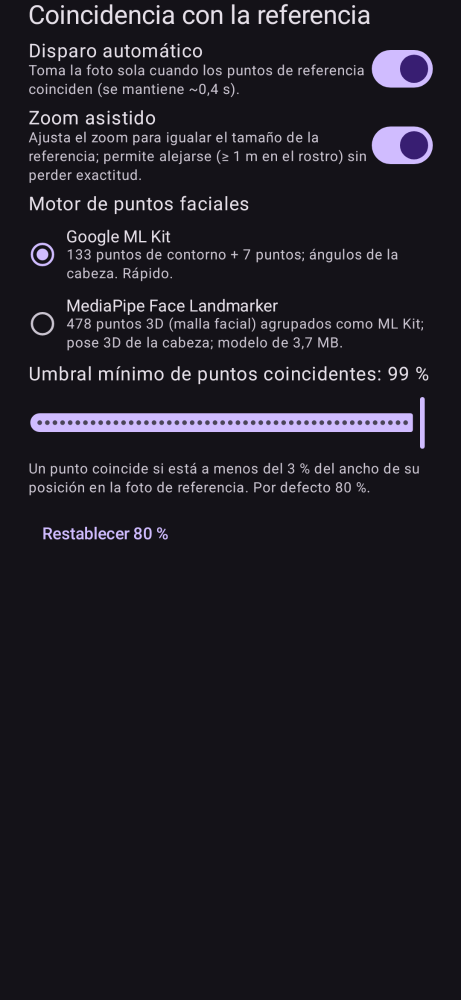 Coincidencia con la referencia
Disparo automático
Toma la foto sola cuando los puntos de referencia
coinciden (se mantiene ~0,4 s).
Zoom asistido
Ajusta el zoom para igualar el tamaño de la
referencia; permite alejarse (≥ 1 m en el rostro) sin
perder exactitud.
Motor de puntos faciales
Google ML Kit
133 puntos de contorno + 7 puntos; ángulos de la
cabeza. Rápido.
MediaPipe Face Landmarker
478 puntos 3D (malla facial) agrupados como ML Kit;
pose 3D de la cabeza; modelo de 3,7 MB.
Umbral mínimo de puntos coincidentes: 99 %
Un punto coincide si está a menos del 3 % del ancho de su
posición en la foto de referencia. Por defecto 80 %.
Restablecer 80 %